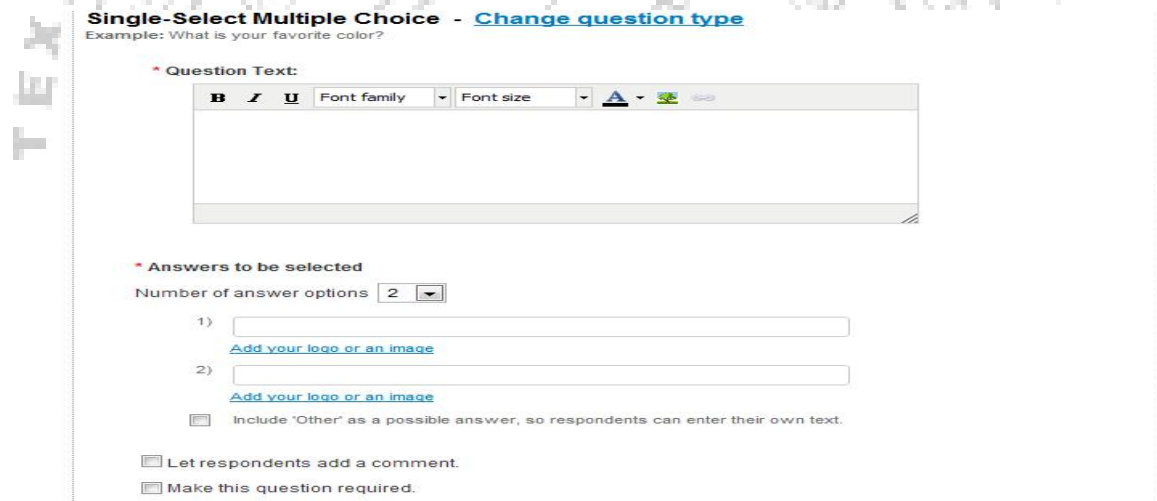 Single-Select Multiple Choice - Change question type
Example: What is your favorite color?
* Question Text:
B I U Font family Font size A
* Answers to be selected
Number of answer options 2
1)
Add your logo or an image
2)
Add your logo or an image
Include 'Other' as a possible answer, so respondents can enter their own text.
Let respondents add a comment.
Make this question required.
T E X